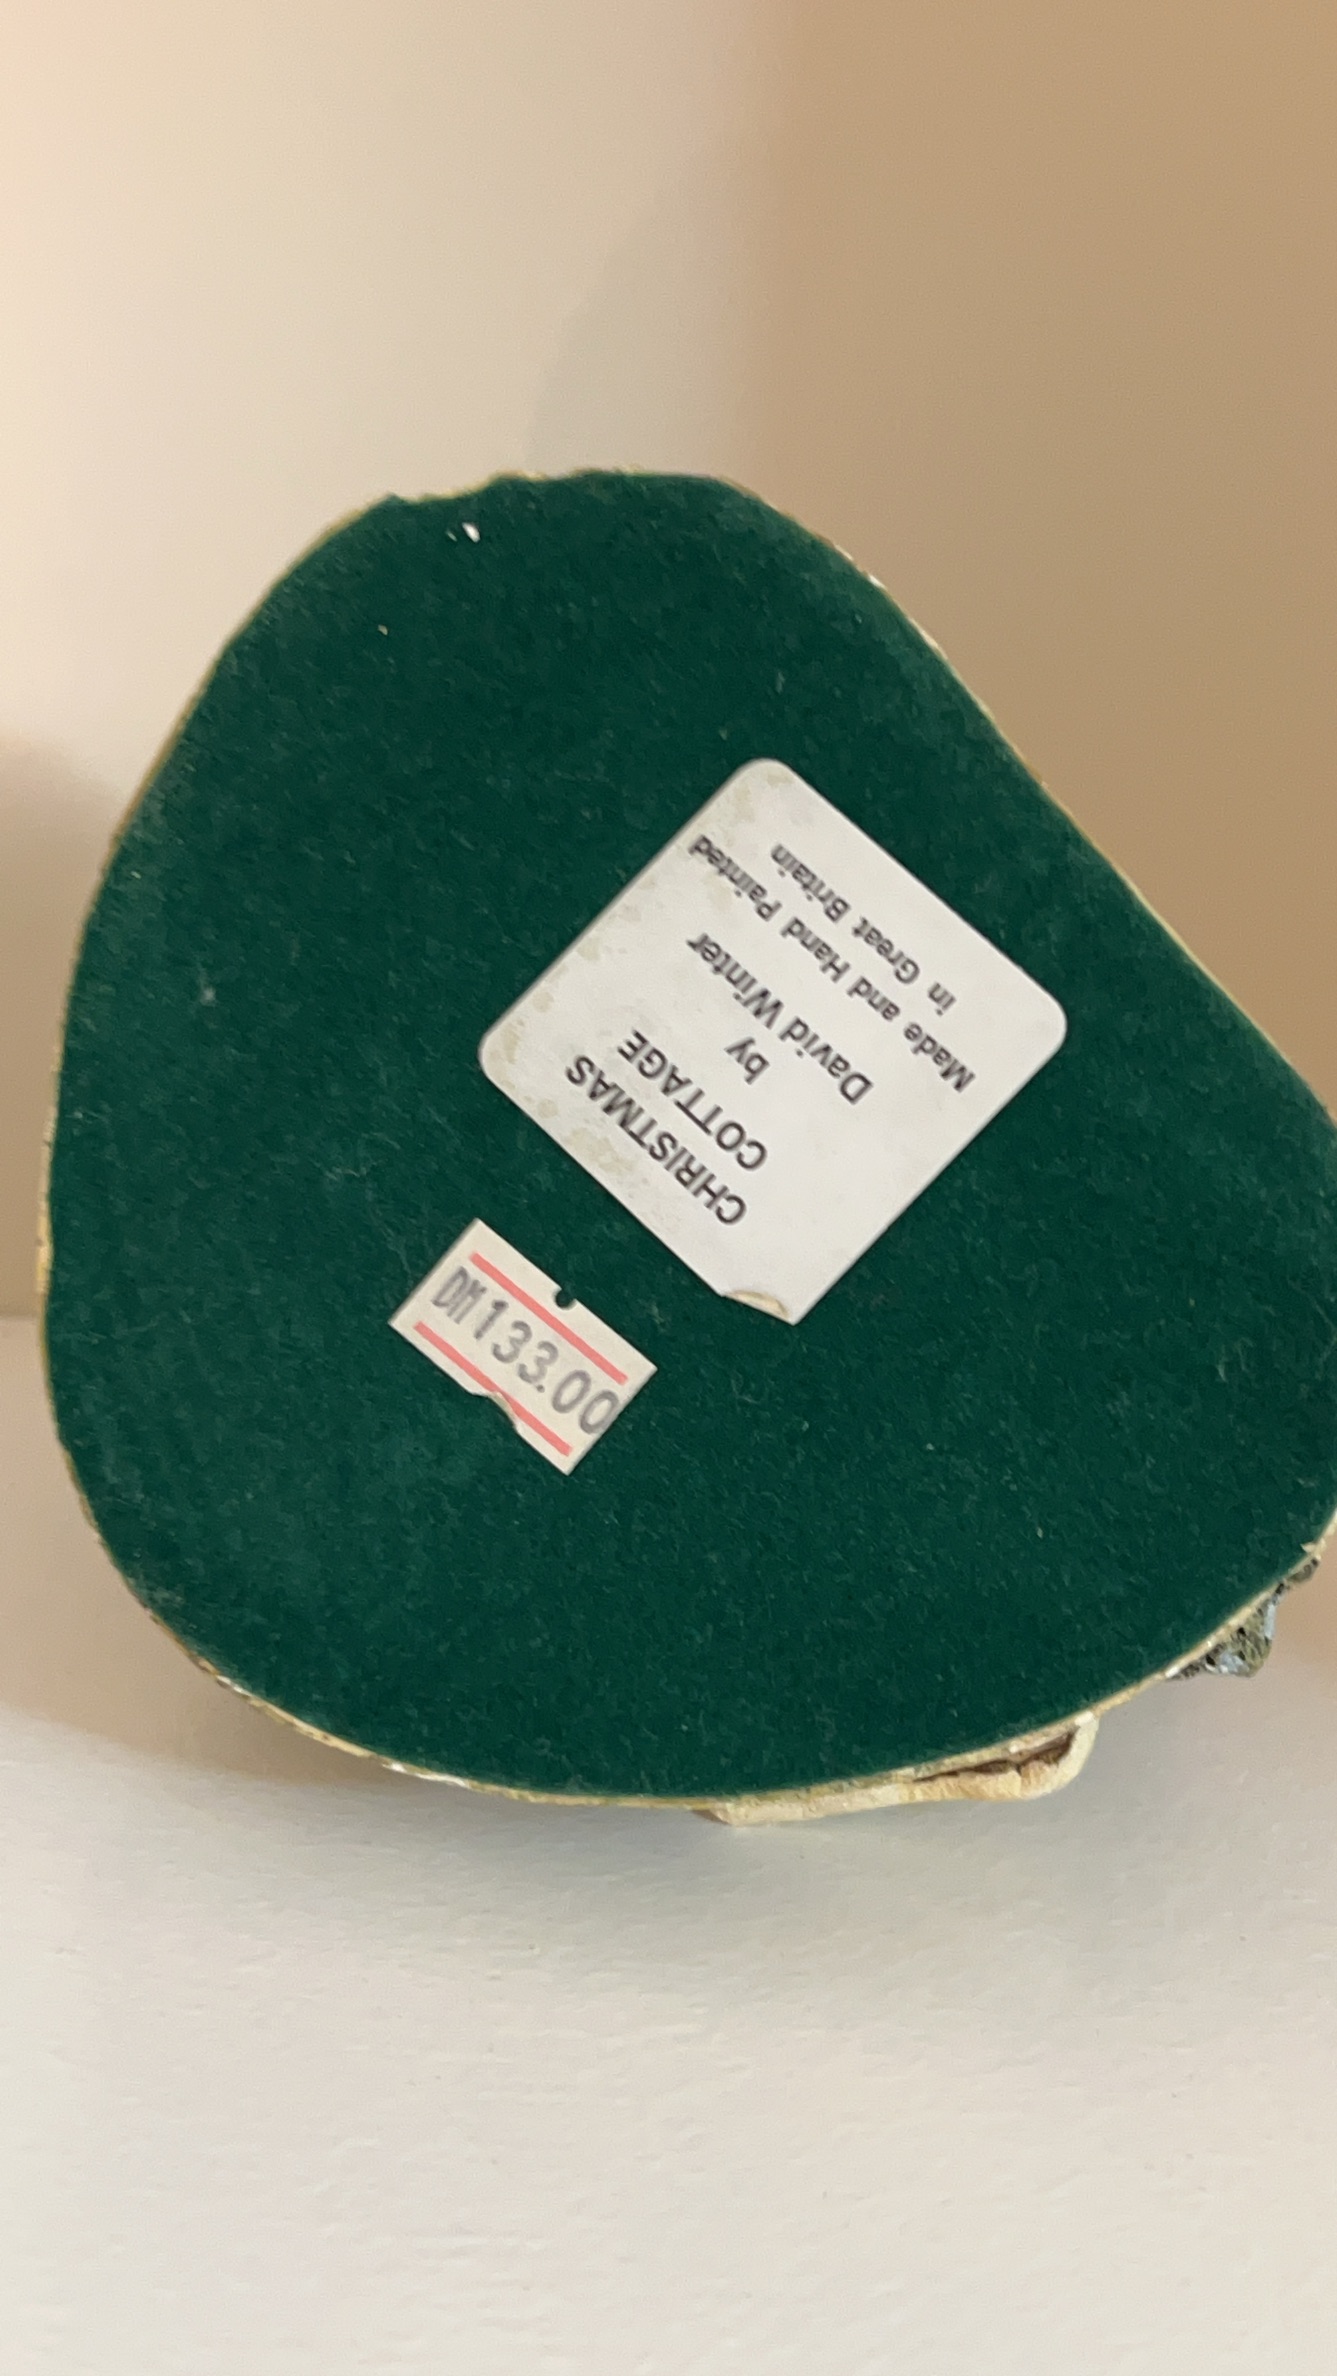 CHRISTMAS
COTTAGE
by
David Winter
Made and Hand Painted
in Great Britain
DM133.00